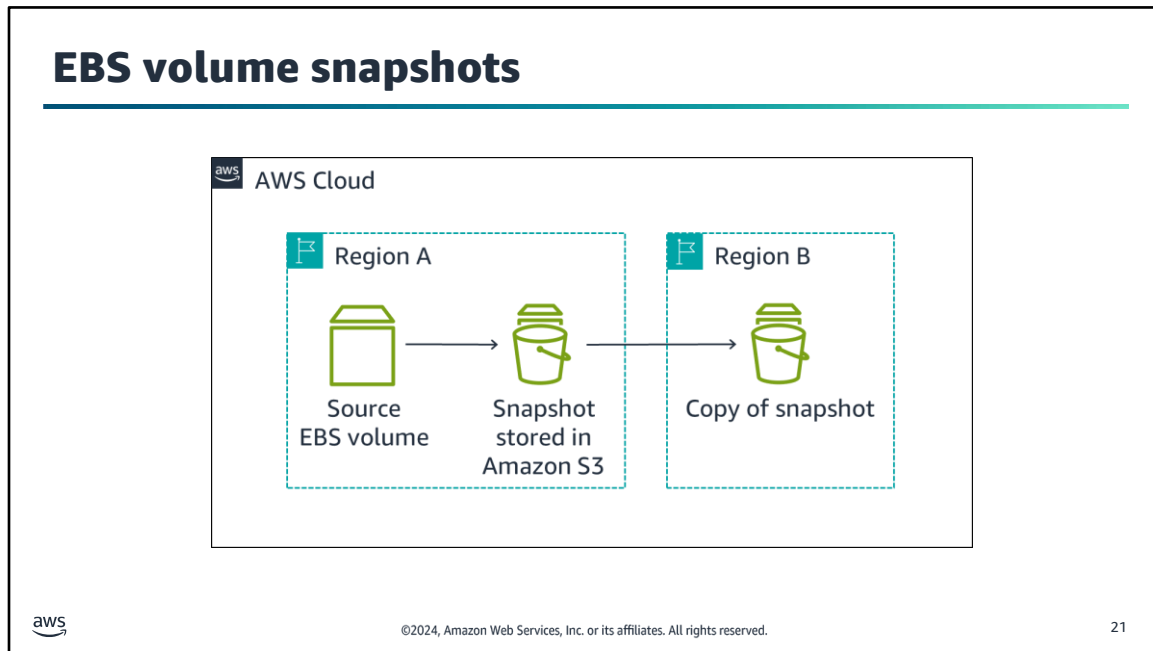 EBS volume snapshots
aws
AWS Cloud
Region A
Region B
Source
EBS volume
Snapshot
stored in
Amazon S3
Copy of snapshot
aws
©2024, Amazon Web Services, Inc. or its affiliates. All rights reserved.
21